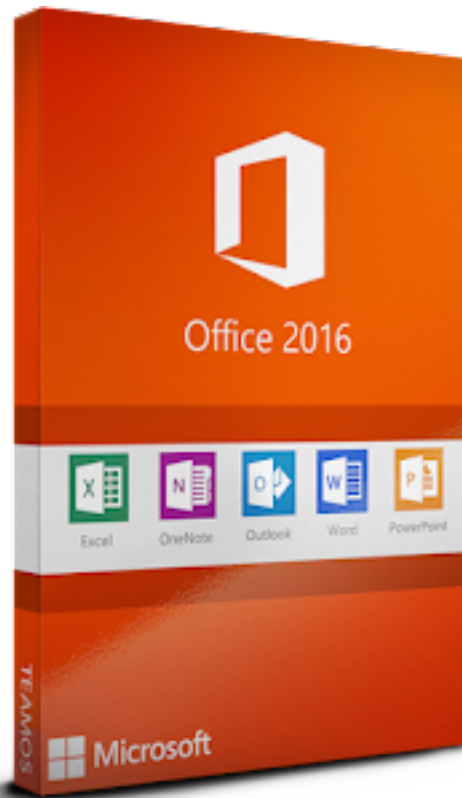 Office 2016
X
N
O
W
P
Excel
OneNote
Outlook
Word
PowerPoint
TEAMOS
Microsoft